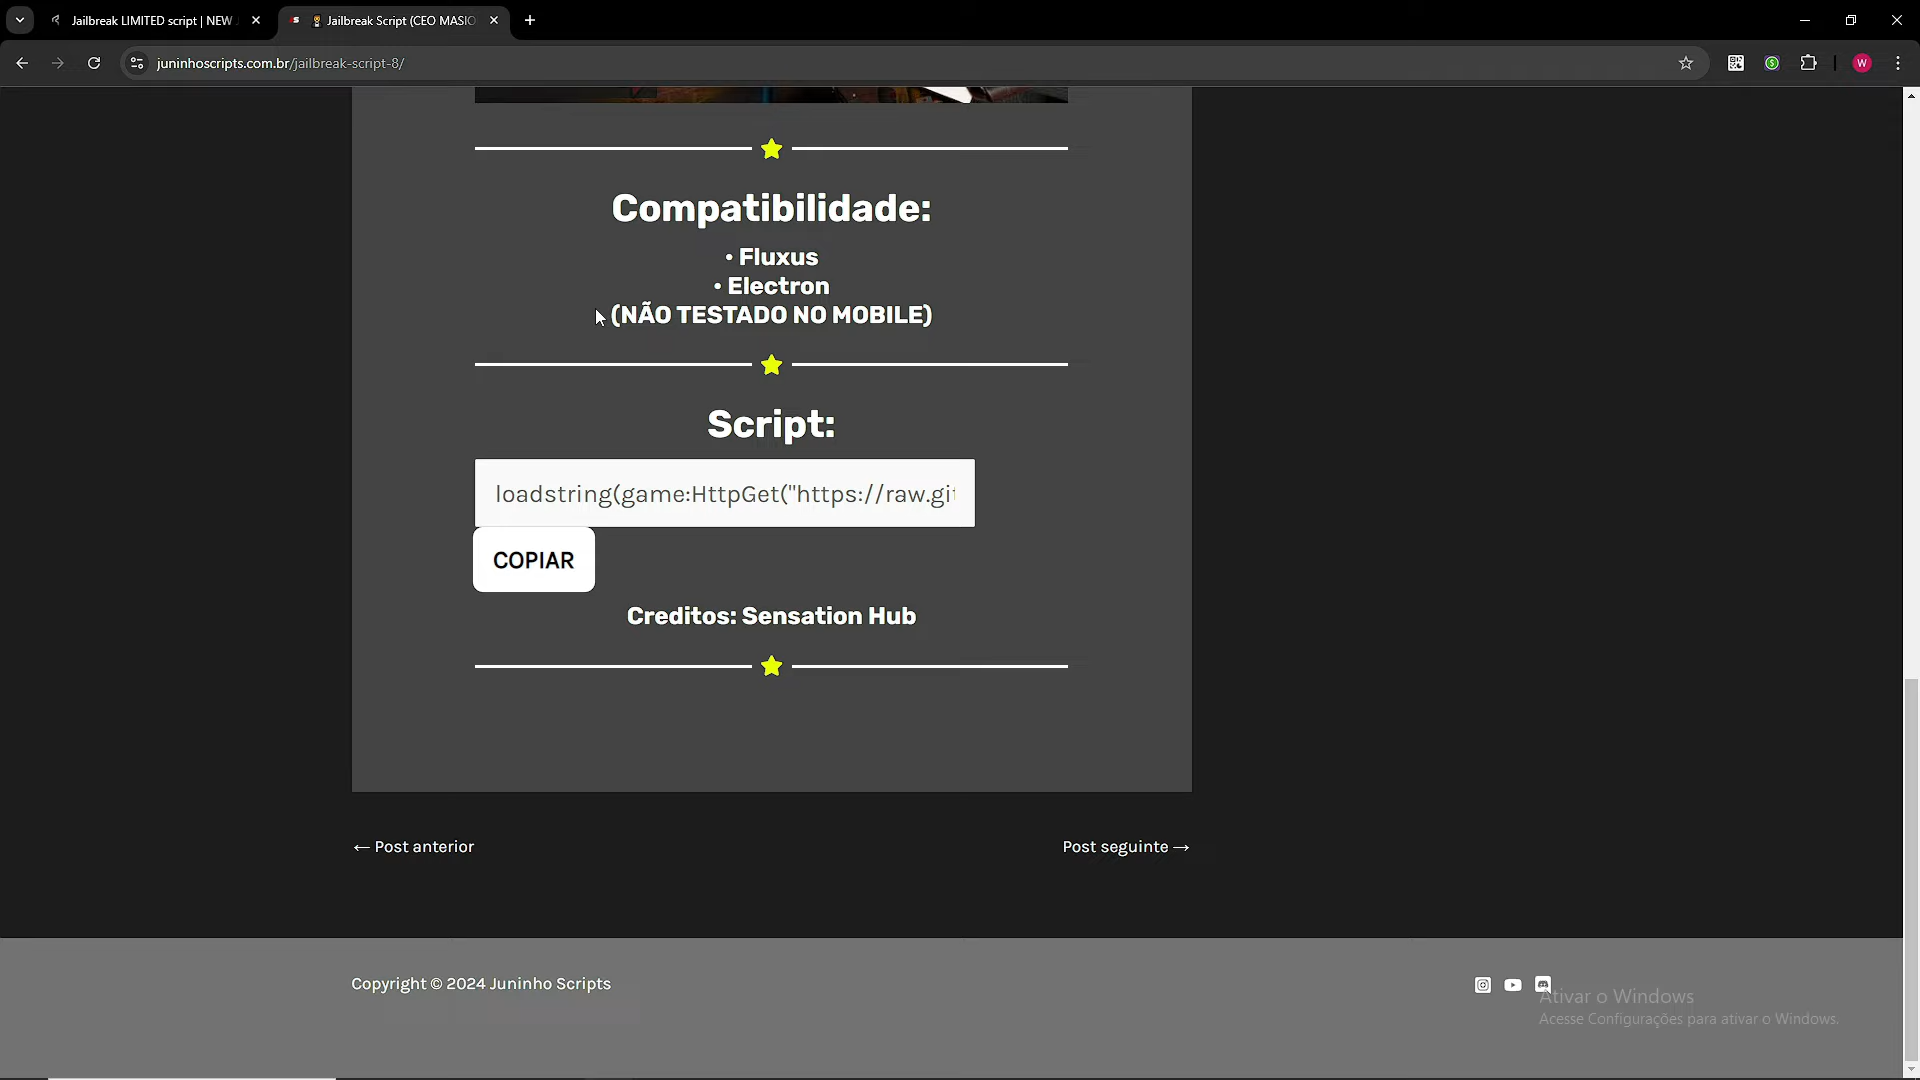 Jailbreak LIMITED script | NEW
Jailbreak Script (CEO MASIO
juninhoscripts.com.br/jailbreak-script-8/
W
Compatibilidade:
• Fluxus
• Electron
(NÃO TESTADO NO MOBILE)
Script:
loadstring(game:HttpGet("https://raw.git
COPIAR
Creditos: Sensation Hub
← Post anterior
Post seguinte →
Copyright © 2024 Juninho Scripts
Ativar o Windows
Acesse Configurações para ativar o Windows.